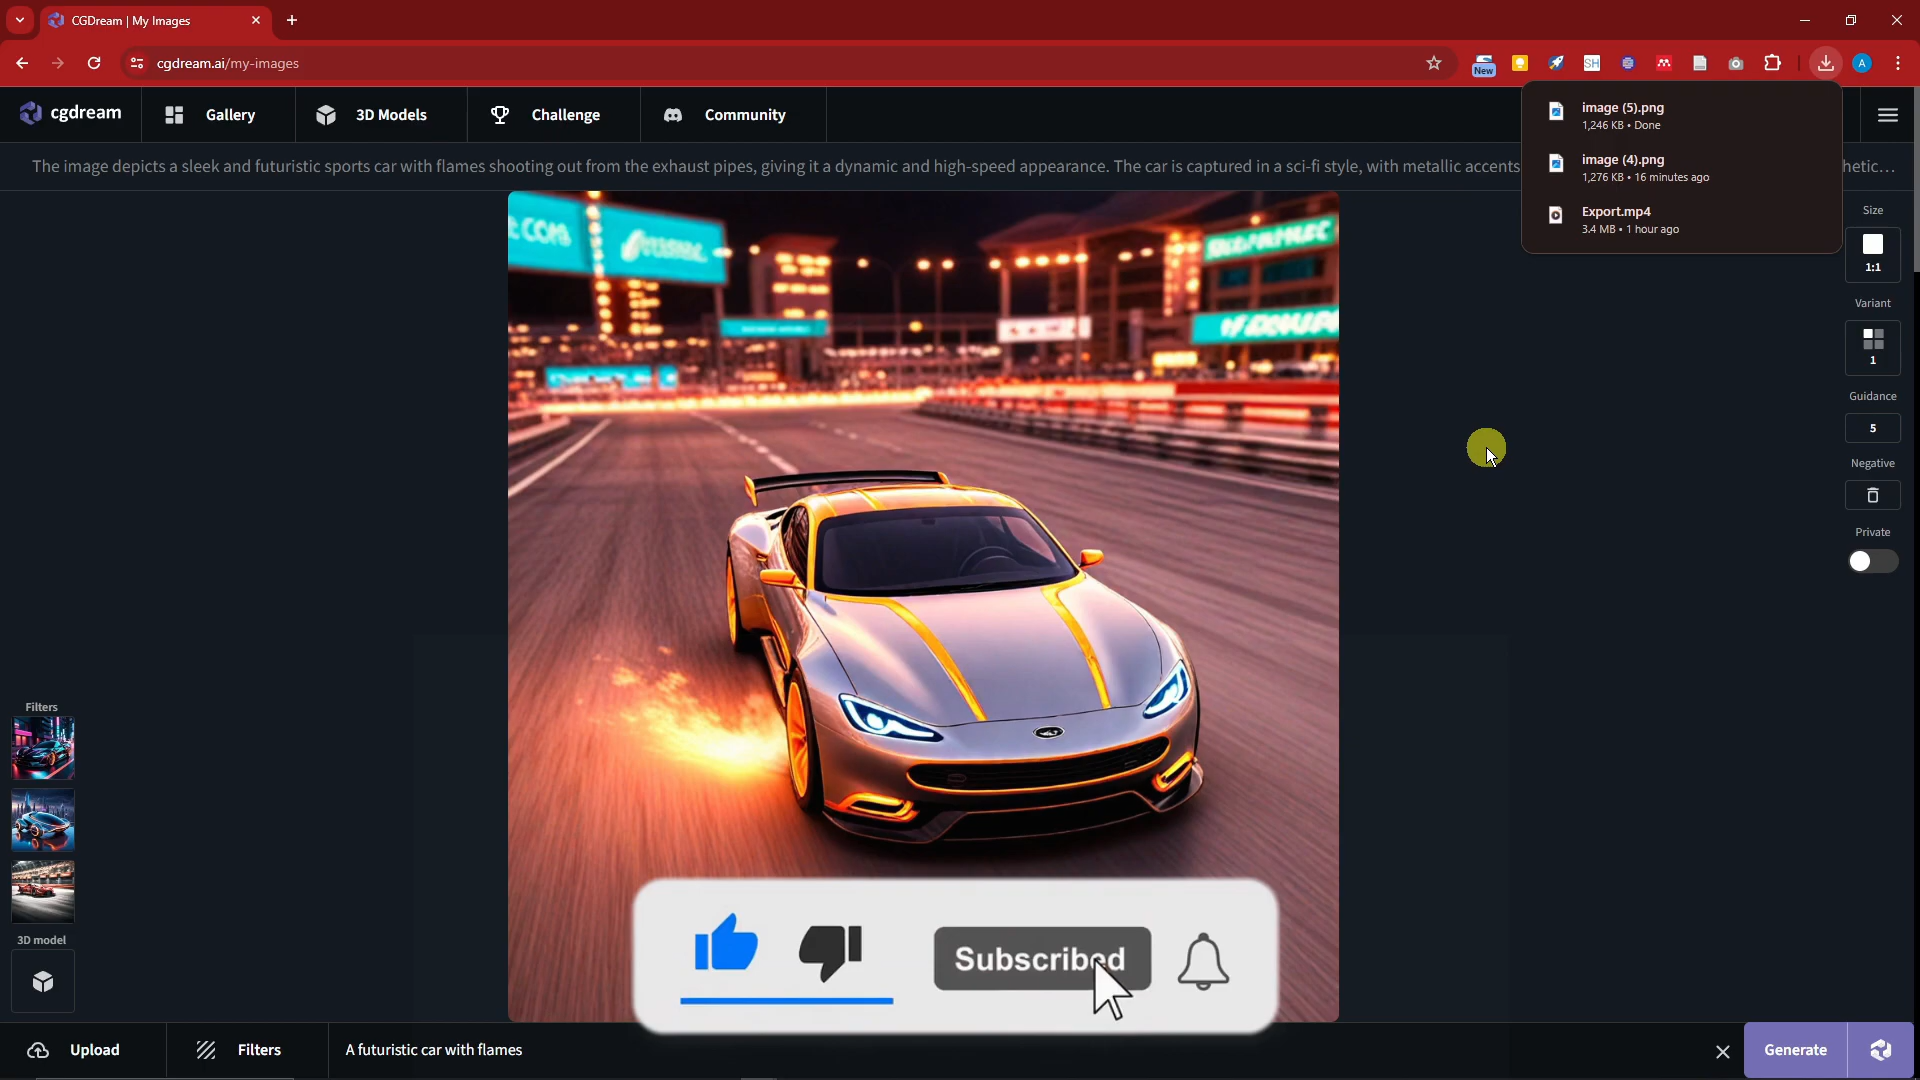 CGDream | My Images
cgdream.ai/my-images
New
SH
A
cgdream
Gallery
3D Models
Challenge
Community
image (5).png
1,246 KB • Done
image (4).png
1,276 KB • 16 minutes ago
Export.mp4
3.4 MB • 1 hour ago
The image depicts a sleek and futuristic sports car with flames shooting out from the exhaust pipes, giving it a dynamic and high-speed appearance. The car is captured in a sci-fi style, with metallic accents
hetic...
Size
1:1
Variant
1
Guidance
5
Negative
Private
Filters
3D model
Subscribed
Upload
Filters
A futuristic car with flames
Generate